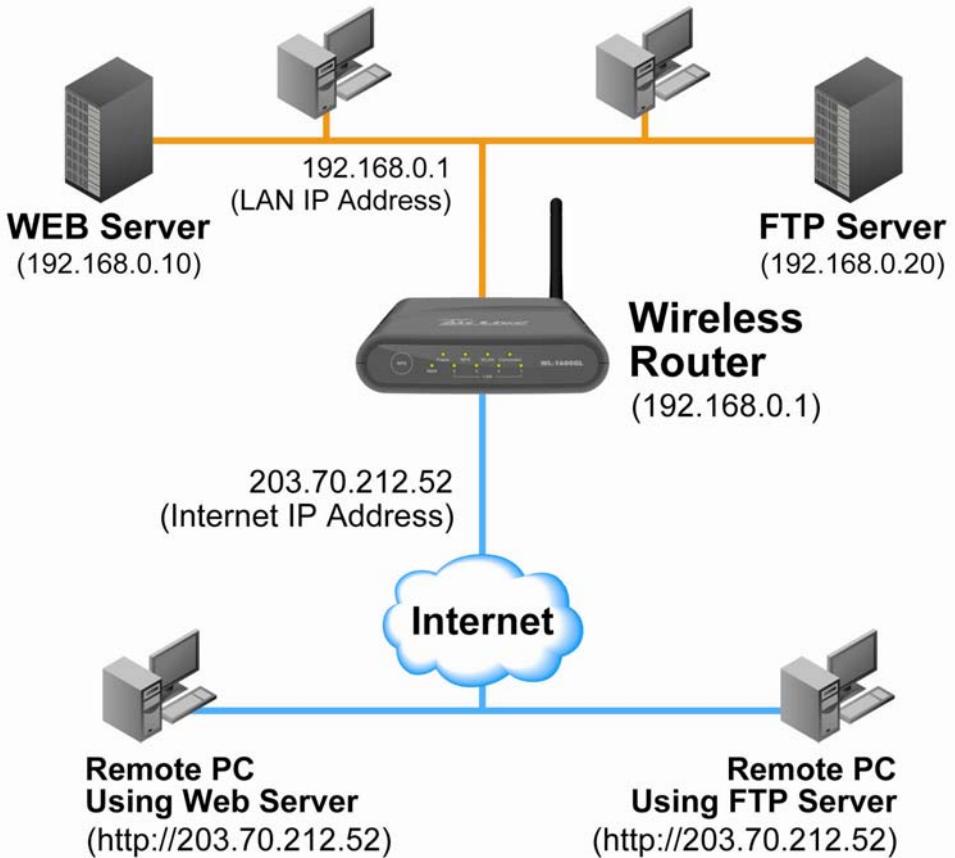 192.168.0.1
(LAN IP Address)
WEB Server
(192.168.0.10)
FTP Server
(192.168.0.20)
Wireless
Router
(192.168.0.1)
WL-1600GL
203.70.212.52
(Internet IP Address)
Internet
Remote PC
Using Web Server
(http://203.70.212.52)
Remote PC
Using FTP Server
(http://203.70.212.52)